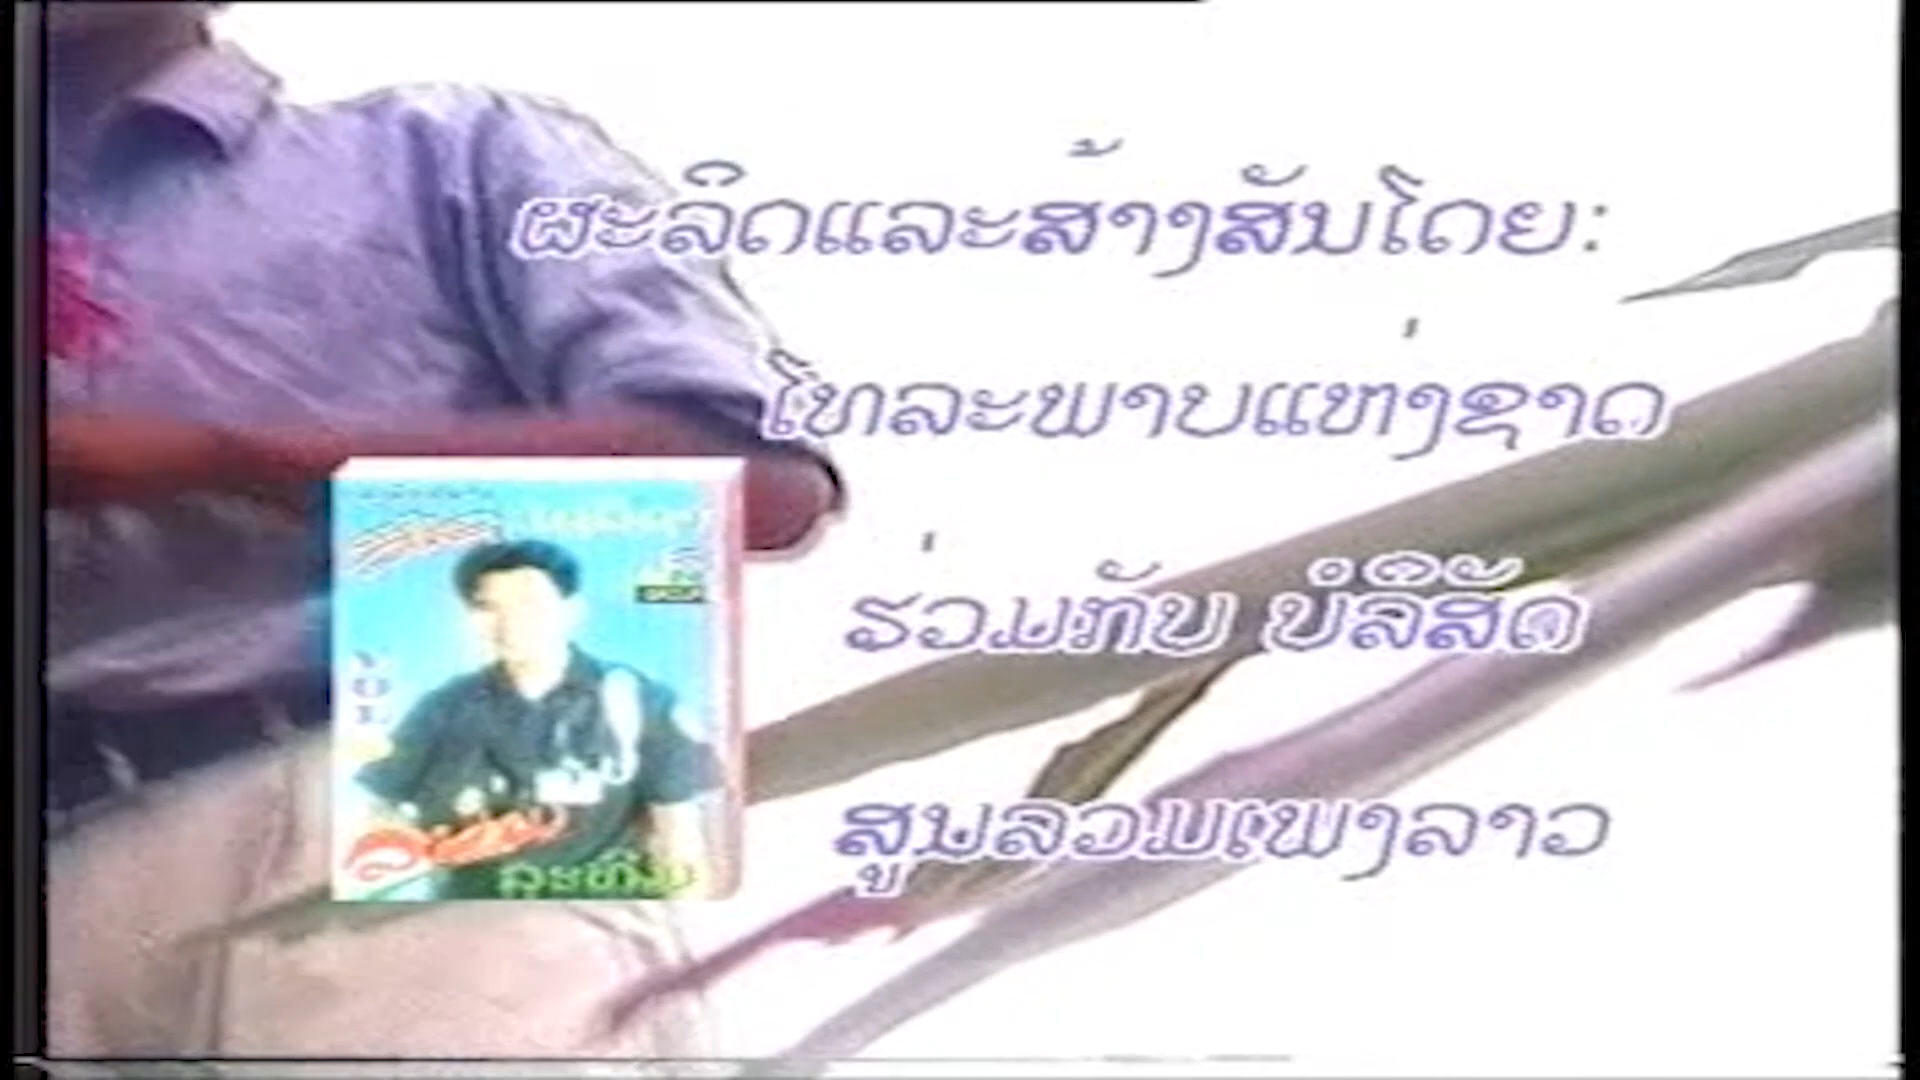 ຜະລິດແລະສ້າງສັນໂດຍ:
ໂທລະພາບແຫ່ງຊາດ
ຮ່ວມກັບ ບໍລິສັດ
ສູນລວມເພງລາວ
VOL